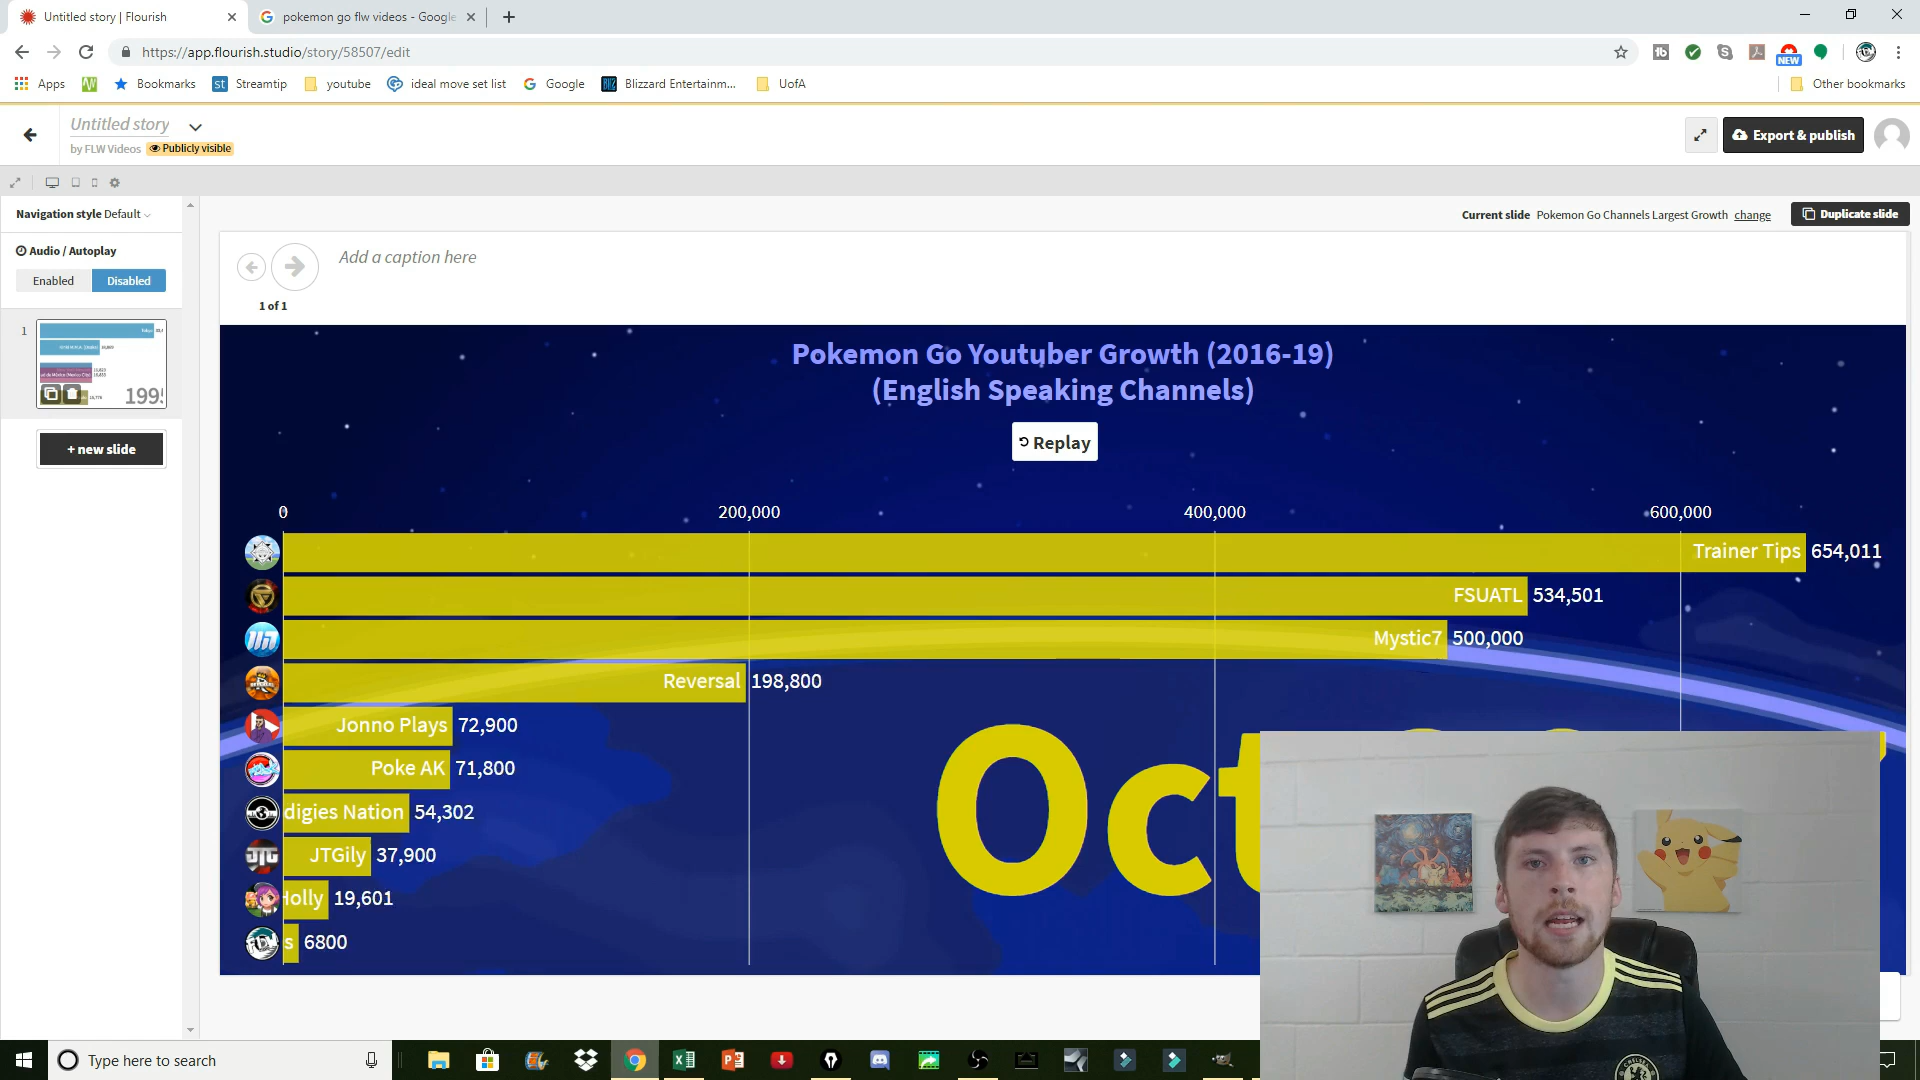 Untitled story | Flourish
pokemon go flw videos - Google
https://app.flourish.studio/story/58507/edit
NEW
Apps
Bookmarks
st Streamtip
youtube
ideal move set list
Google
Blizzard Entertainm...
UofA
Other bookmarks
Untitled story
by FLW Videos
Publicly visible
Export & publish
Navigation style Default
Current slide Pokemon Go Channels Largest Growth change
Duplicate slide
Audio / Autoplay
Enabled
Disabled
Add a caption here
1 of 1
1
1995
+ new slide
Pokemon Go Youtuber Growth (2016-19)
(English Speaking Channels)
Replay
0
200,000
400,000
600,000
Trainer Tips 654,011
FSUATL 534,501
Mystic7 500,000
Reversal 198,800
Jonno Plays 72,900
Poke AK 71,800
digies Nation 54,302
JTGily 37,900
Holly 19,601
s 6800
Oct
Type here to search